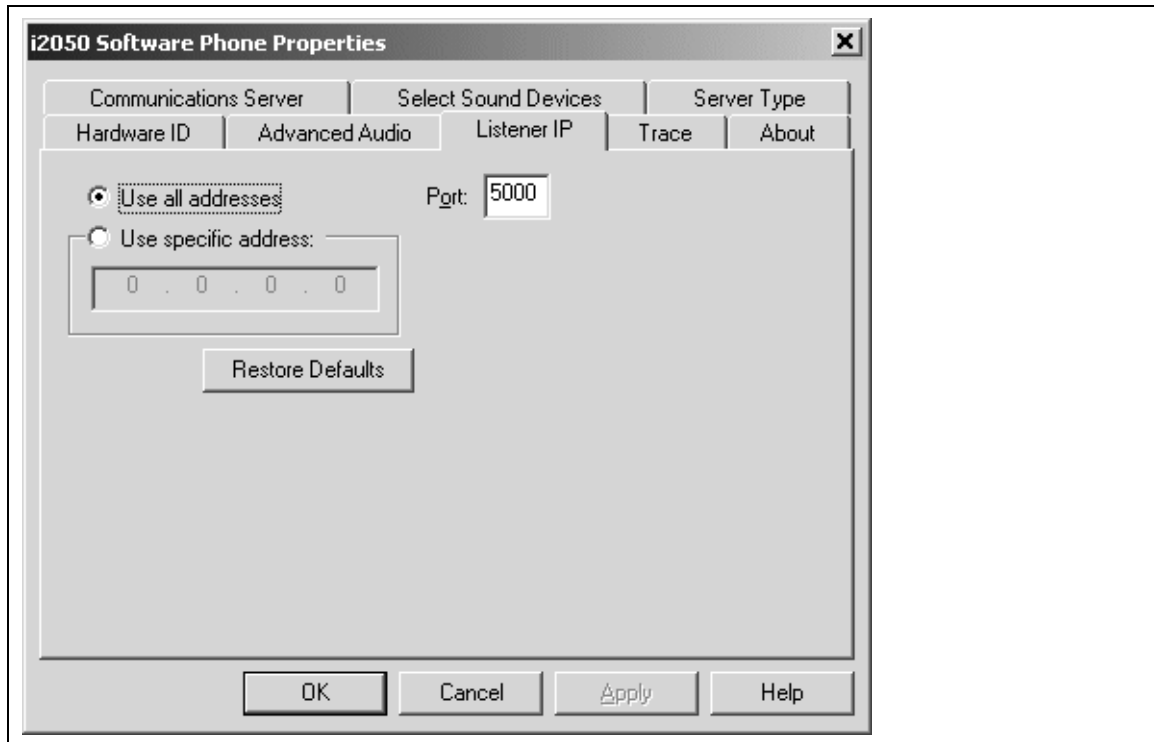 i2050 Software Phone Properties
Communications Server Select Sound Devices Server Type
Hardware ID Advanced Audio Listener IP Trace About
Use all addresses Port: 5000
Use specific address:
0 . 0 . 0 . 0
Restore Defaults
OK Cancel Apply Help